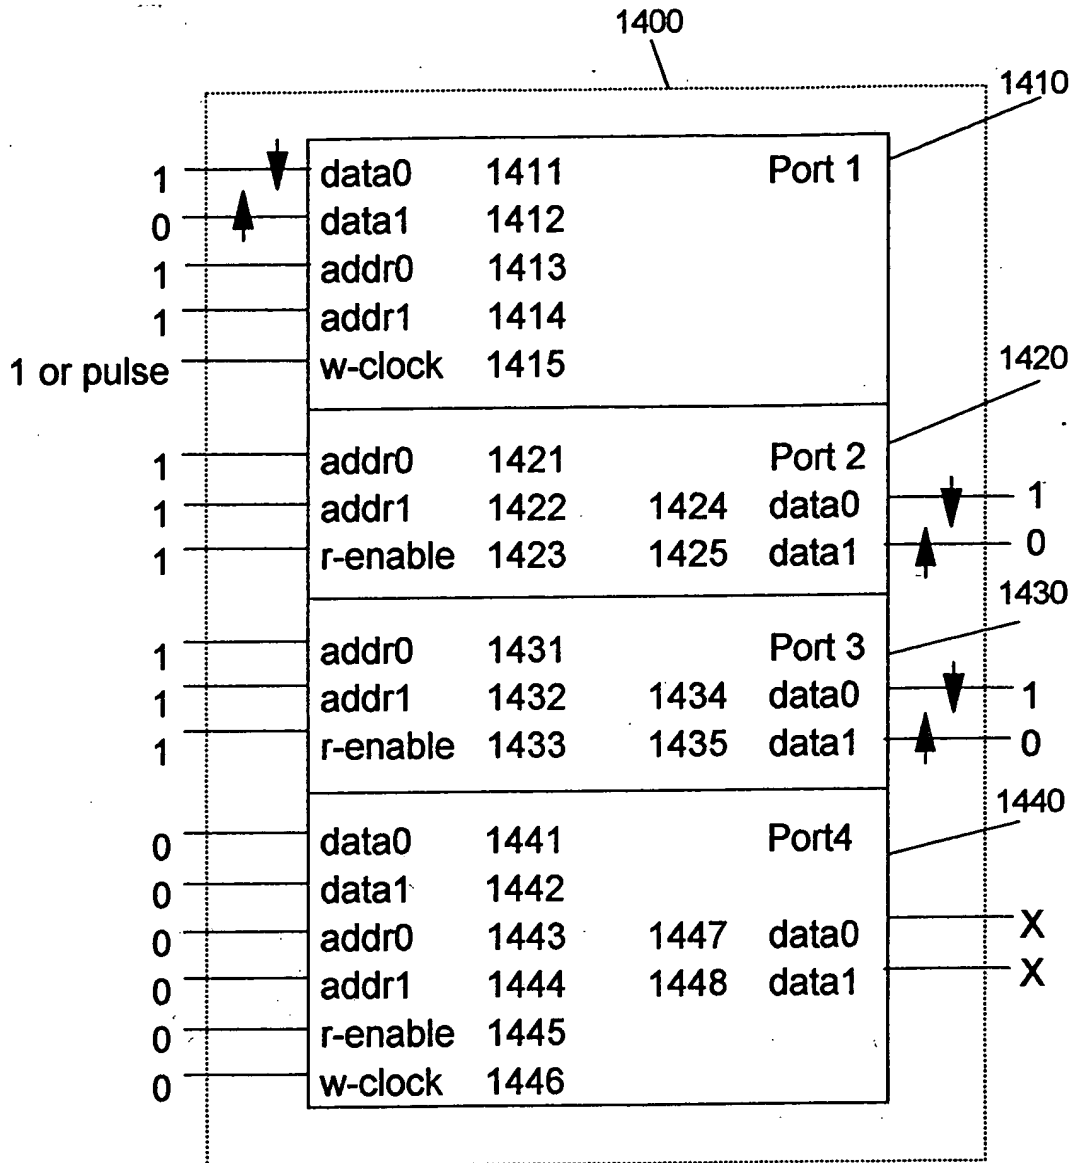 1400
1410
1 data0 1411 Port 1
0 data1 1412
1 addr0 1413
1 addr1 1414
1 or pulse w-clock 1415
1420
1 addr0 1421 Port 2
1 addr1 1422 1424 data0 1
1 r-enable 1423 1425 data1 0
1430
1 addr0 1431 Port 3
1 addr1 1432 1434 data0 1
1 r-enable 1433 1435 data1 0
1440
0 data0 1441 Port4
0 data1 1442
0 addr0 1443 1447 data0 X
0 addr1 1444 1448 data1 X
0 r-enable 1445
0 w-clock 1446